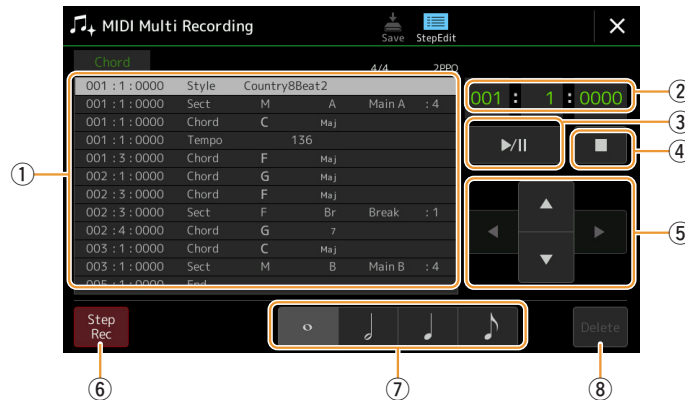 MIDI Multi Recording
Save
StepEdit
Chord
4/4 2PPQ
001 : 1 : 0000 Style Country8Beat2
001 : 1 : 0000 Sect M A Main A : 4
001 : 1 : 0000 Chord C Maj
001 : 1 : 0000 Tempo 136
001 : 3 : 0000 Chord F Maj
002 : 1 : 0000 Chord G Maj
002 : 3 : 0000 Chord F Maj
002 : 3 : 0000 Sect F Br Break : 1
002 : 4 : 0000 Chord G 7
003 : 1 : 0000 Chord C Maj
003 : 1 : 0000 Sect M B Main B : 4
005 : 1 : 0000 End
001 : 1 : 0000
Step
Rec
Delete
①
②
③
④
⑤
⑥
⑦
⑧